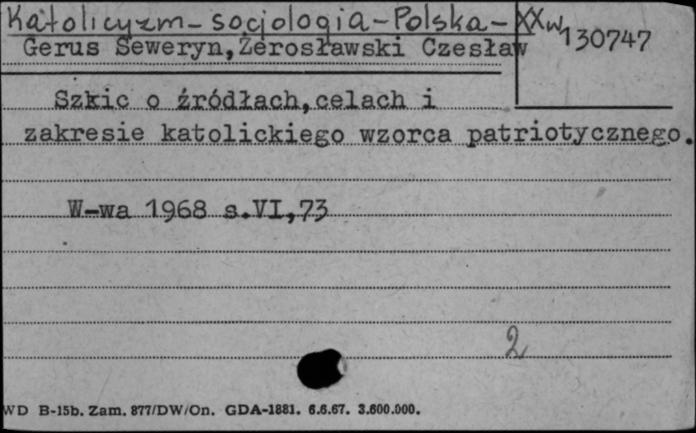 Katolicyzm-socjologia-Polska-XXw
130747
Gerus Seweryn,Żerosławski Czesław
Szkic o źródłach,celach i
zakresie katolickiego wzorca patriotycznego.
W-wa 1968 s.VI,73
2
WD B-15b. Zam. 877/DW/On. GDA-1881. 6.6.67. 3.600.000.